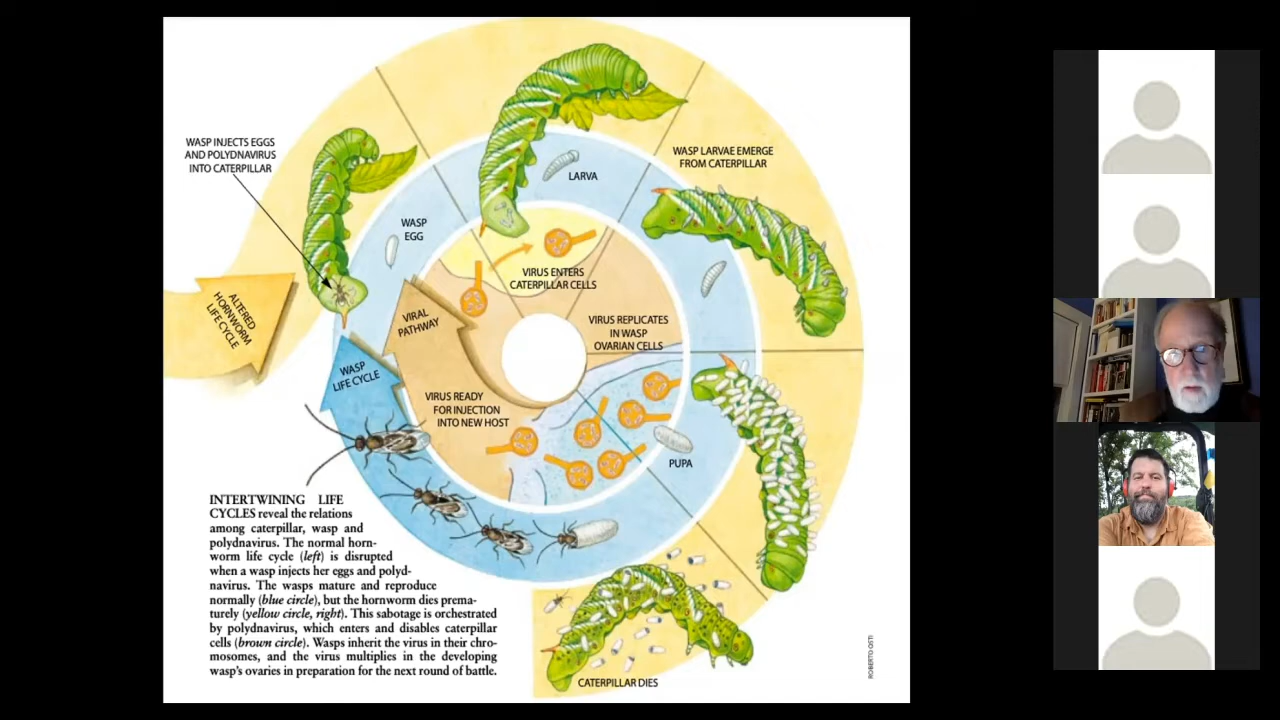 WASP INJECTS EGGS
AND POLYDNAVIRUS
INTO CATERPILLAR
WASP LARVAE EMERGE
FROM CATERPILLAR
LARVA
WASP
EGG
VIRUS ENTERS
CATERPILLAR CELLS
ALTERED
HORNWORM
LIFE CYCLE
VIRAL
PATHWAY
VIRUS REPLICATES
IN WASP
OVARIAN CELLS
WASP
LIFE CYCLE
VIRUS READY
FOR INJECTION
INTO NEW HOST
PUPA
INTERTWINING LIFE
CYCLES reveal the relations
among caterpillar, wasp and
polydnavirus. The normal horn-
worm life cycle (left) is disrupted
when a wasp injects her eggs and polyd-
navirus. The wasps mature and reproduce
normally (blue circle), but the hornworm dies prema-
turely (yellow circle, right). This sabotage is orchestrated
by polydnavirus, which enters and disables caterpillar
cells (brown circle). Wasps inherit the virus in their chro-
mosomes, and the virus multiplies in the developing
wasp's ovaries in preparation for the next round of battle.
CATERPILLAR DIES
ROBERTO OSTI